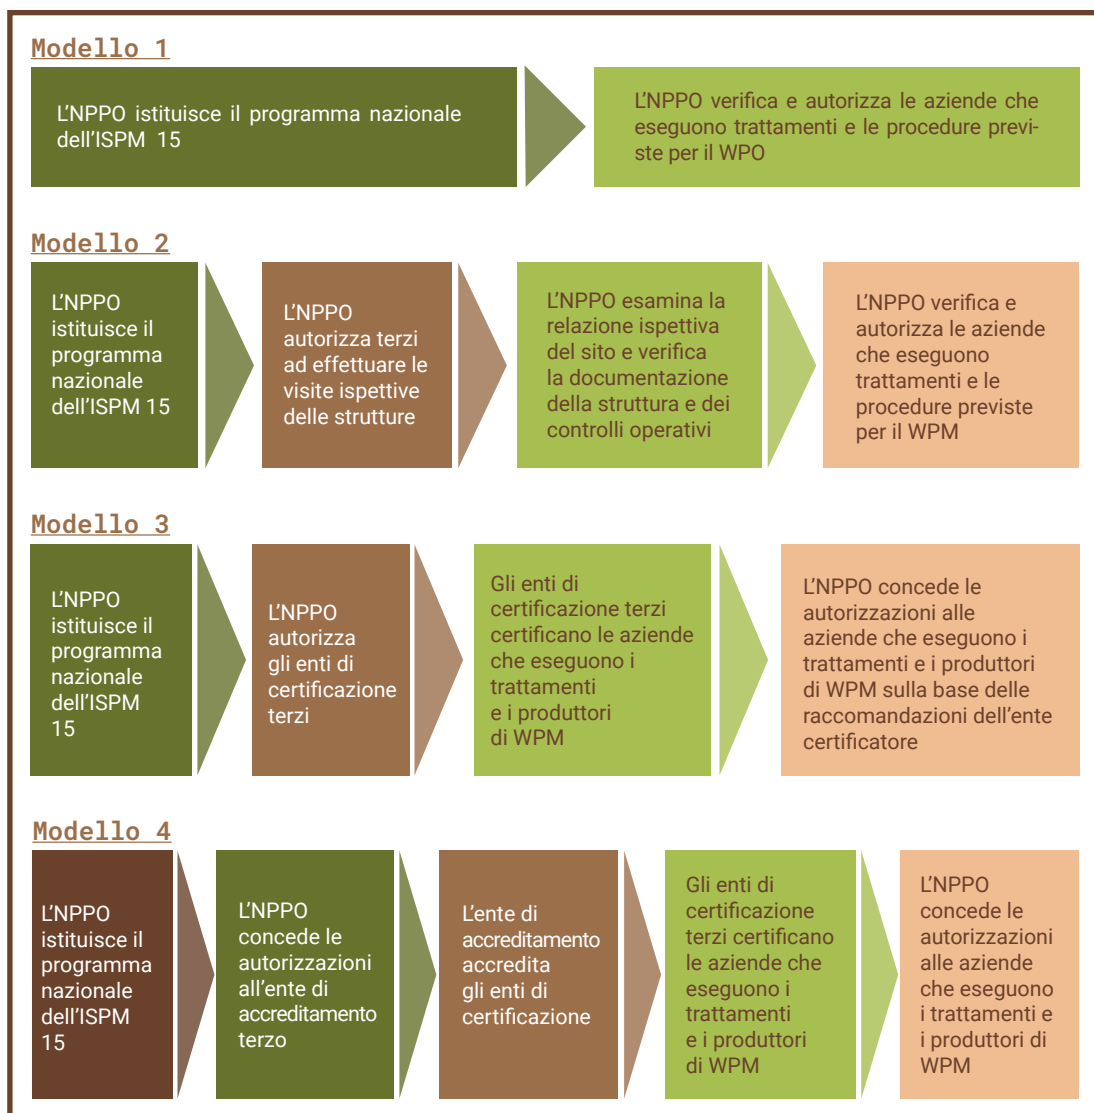 Modello 1
L'NPPO istituisce il programma nazionale
dell'ISPM 15
L'NPPO verifica e autorizza le aziende che
eseguono trattamenti e le procedure previ-
ste per il WPO
Modello 2
L'NPPO
istituisce il
programma
nazionale
dell'ISPM 15
L'NPPO
autorizza terzi
ad effettuare le
visite ispettive
delle strutture
L'NPPO esamina la
relazione ispettiva
del sito e verifica
la documentazione
della struttura e dei
controlli operativi
L'NPPO verifica e
autorizza le aziende
che eseguono
trattamenti e le
procedure previste
per il WPM
Modello 3
L'NPPO
istituisce il
programma
nazionale
dell'ISPM
15
L'NPPO
autorizza
gli enti di
certificazione
terzi
Gli enti di
certificazione terzi
certificano le aziende
che eseguono i
trattamenti
e i produttori
di WPM
L'NPPO concede le
autorizzazioni alle
aziende che eseguono i
trattamenti e i produttori
di WPM sulla base delle
raccomandazioni dell'ente
certificatore
Modello 4
L'NPPO
istituisce il
programma
nazionale
dell'ISPM
15
L'NPPO
concede le
autorizzazioni
all'ente di
accreditamento
terzo
L'ente di
accreditamento
accredita
gli enti di
certificazione
Gli enti di
certificazione
terzi certificano
le aziende che
eseguono i
trattamenti
e i produttori
di WPM
L'NPPO
concede le
autorizzazioni
alle aziende
che eseguono
i trattamenti e
i produttori di
WPM